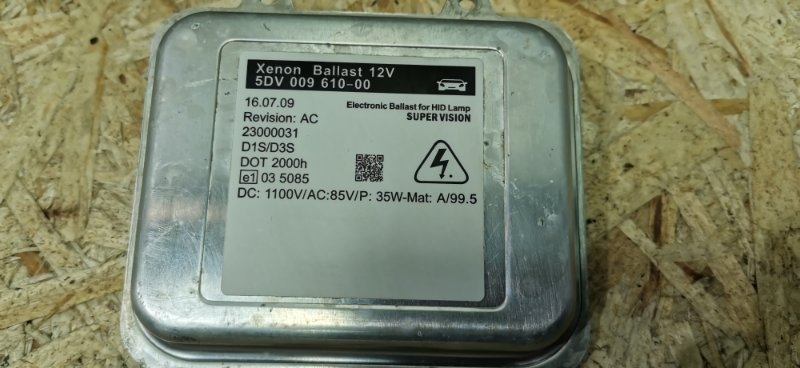 Xenon Ballast 12V
5DV 009 610-00
16.07.09
Electronic Ballast for HID Lamp
Revision: AC
SUPER VISION
23000031
D1S/D3S
DOT 2000h
e1 03 5085
DC: 1100V/AC:85V/P: 35W-Mat: A/99.5